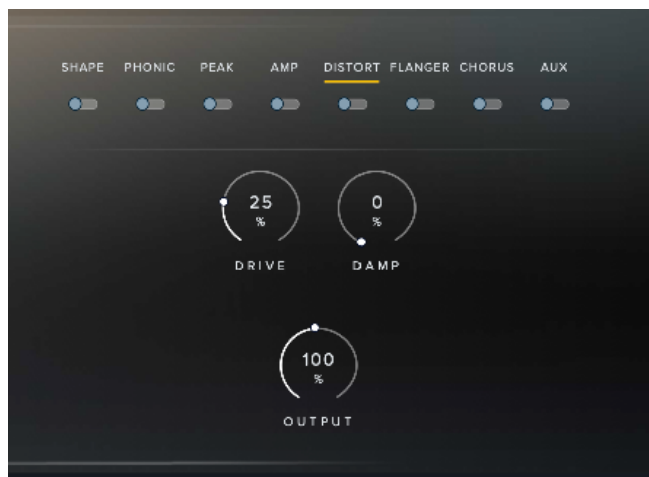 SHAPE PHONIC PEAK AMP DISTORT FLANGER CHORUS AUX
25 0
% %
DRIVE DAMP
100
%
OUTPUT